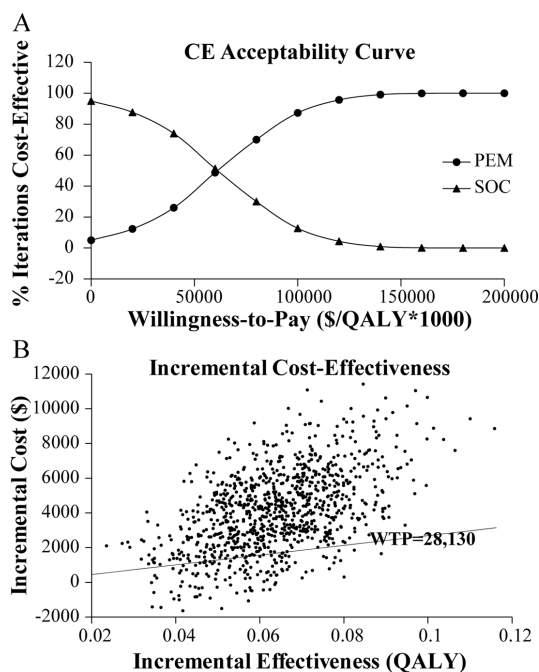 A
CE Acceptability Curve
% Iterations Cost-Effective
120
100
80
60
40
20
0
-20
PEM
SOC
0 50000 100000 150000 200000
Willingness-to-Pay ($/QALY*1000)
B
Incremental Cost-Effectiveness
Incremental Cost ($)
12000
10000
8000
6000
4000
2000
0
-2000
WTP=28,130
0.02 0.04 0.06 0.08 0.1 0.12
Incremental Effectiveness (QALY)